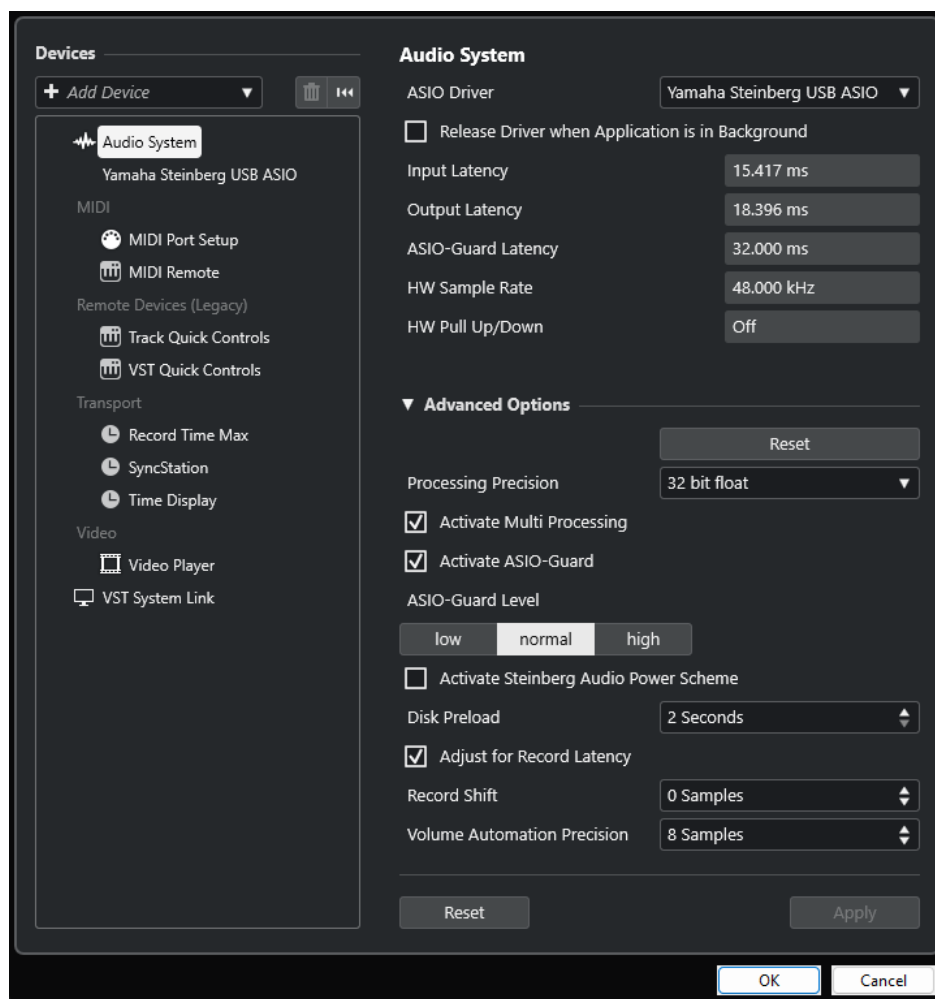 Devices
Add Device
Audio System
Yamaha Steinberg USB ASIO
MIDI
MIDI Port Setup
MIDI Remote
Remote Devices (Legacy)
Track Quick Controls
VST Quick Controls
Transport
Record Time Max
SyncStation
Time Display
Video
Video Player
VST System Link
Audio System
ASIO Driver Yamaha Steinberg USB ASIO
Release Driver when Application is in Background
Input Latency 15.417 ms
Output Latency 18.396 ms
ASIO-Guard Latency 32.000 ms
HW Sample Rate 48.000 kHz
HW Pull Up/Down Off
Advanced Options
Reset
Processing Precision 32 bit float
Activate Multi Processing
Activate ASIO-Guard
ASIO-Guard Level
low normal high
Activate Steinberg Audio Power Scheme
Disk Preload 2 Seconds
Adjust for Record Latency
Record Shift 0 Samples
Volume Automation Precision 8 Samples
Reset Apply
OK Cancel